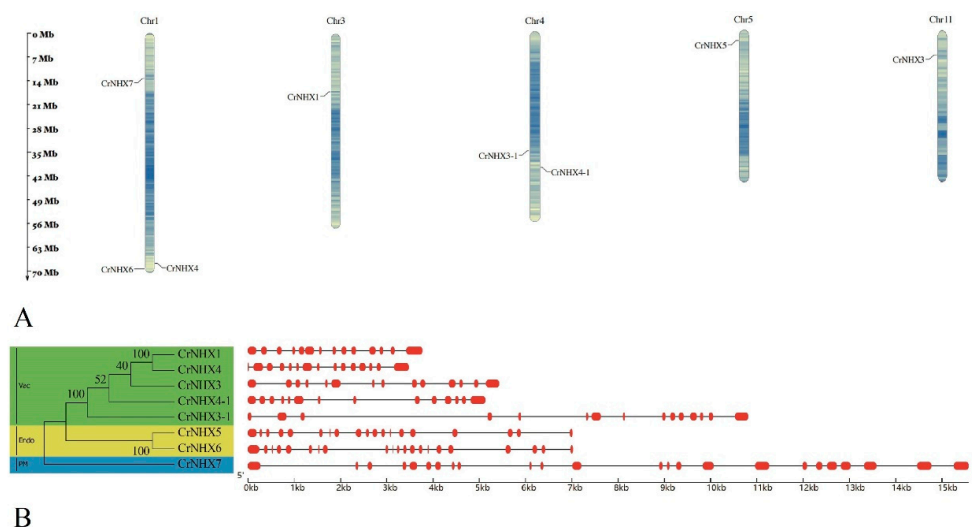 Chr1
Chr3
Chr4
Chr5
Chr11
0 Mb
7 Mb
14 Mb
21 Mb
28 Mb
35 Mb
42 Mb
49 Mb
56 Mb
63 Mb
70 Mb
CrNHX7
CrNHX6
CrNHX4
CrNHX1
CrNHX3-1
CrNHX4-1
CrNHX5
CrNHX3
A
Vac
Endo
PM
100
40
52
100
100
CrNHX1
CrNHX4
CrNHX3
CrNHX4-1
CrNHX3-1
CrNHX5
CrNHX6
CrNHX7
5'
0kb 1kb 2kb 3kb 4kb 5kb 6kb 7kb 8kb 9kb 10kb 11kb 12kb 13kb 14kb 15kb
B